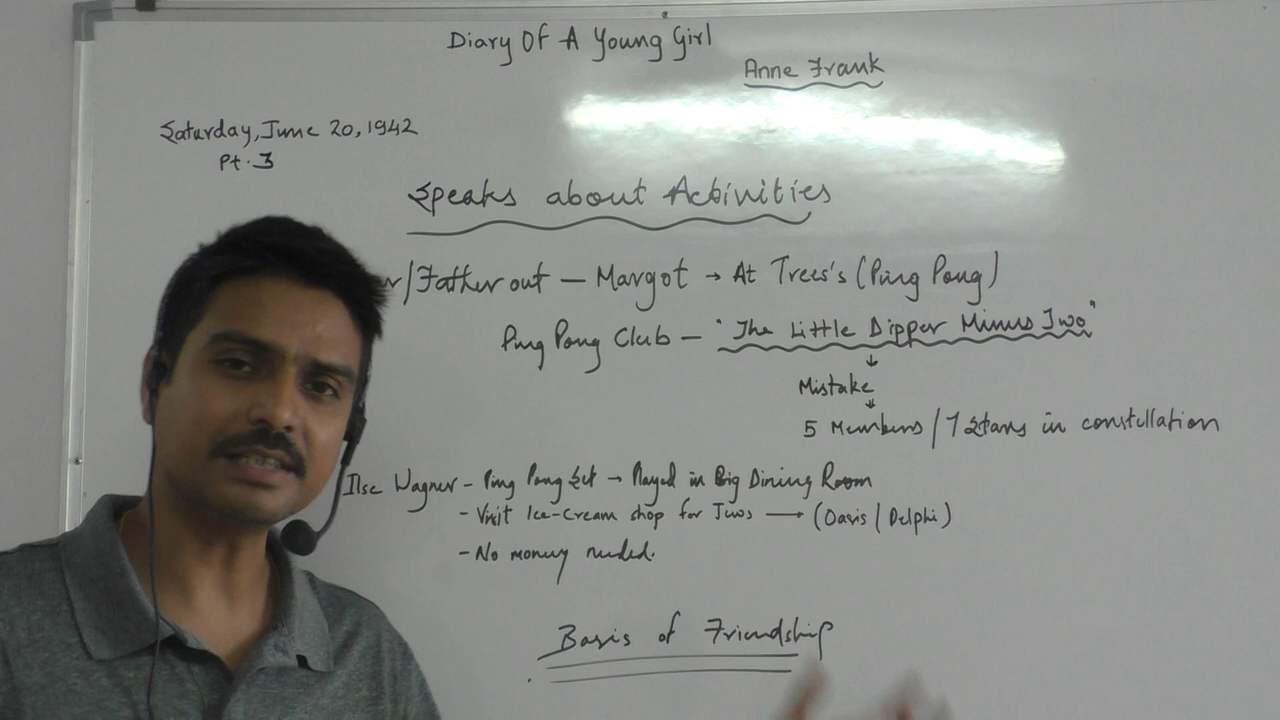 Diary Of A Young Girl
Anne Frank
Saturday, June 20, 1942
Pt. 3
Speaks about Activities
/Father out — Margot → At Trees's (Ping Pong)
Ping Pong Club — "The Little Dipper Minus Two"
↓
Mistake
↓
5 Members / 7 Stars in constellation
Ilse Wagner - Ping Pong Set → Played in Big Dining Room
- Visit Ice-Cream shop for Jews → (Oasis / Delphi)
- No money needed.
Basis of Friendship